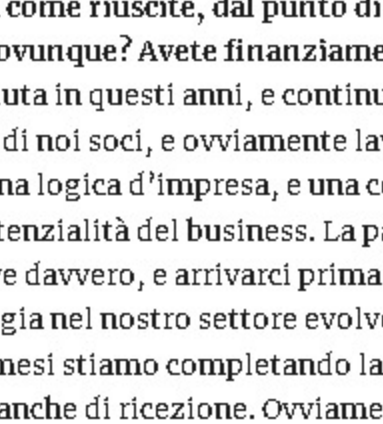 come riuscite, dal punto di
ovunque? Avete finanziame
uta in questi anni, e continu
di noi soci, e ovviamente la
na logica d'impresa, e una c
tenzialità del business. La pa
e davvero, e arrivarci prima
gia nel nostro settore evolv
mesi stiamo completando la
anche di ricezione. Ovviame